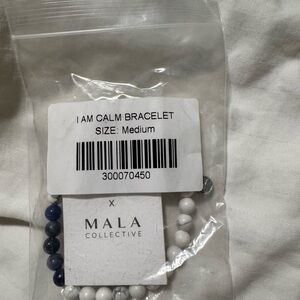 I AM CALM BRACELET
SIZE: Medium
300070450
X
MALA
COLLECTIVE